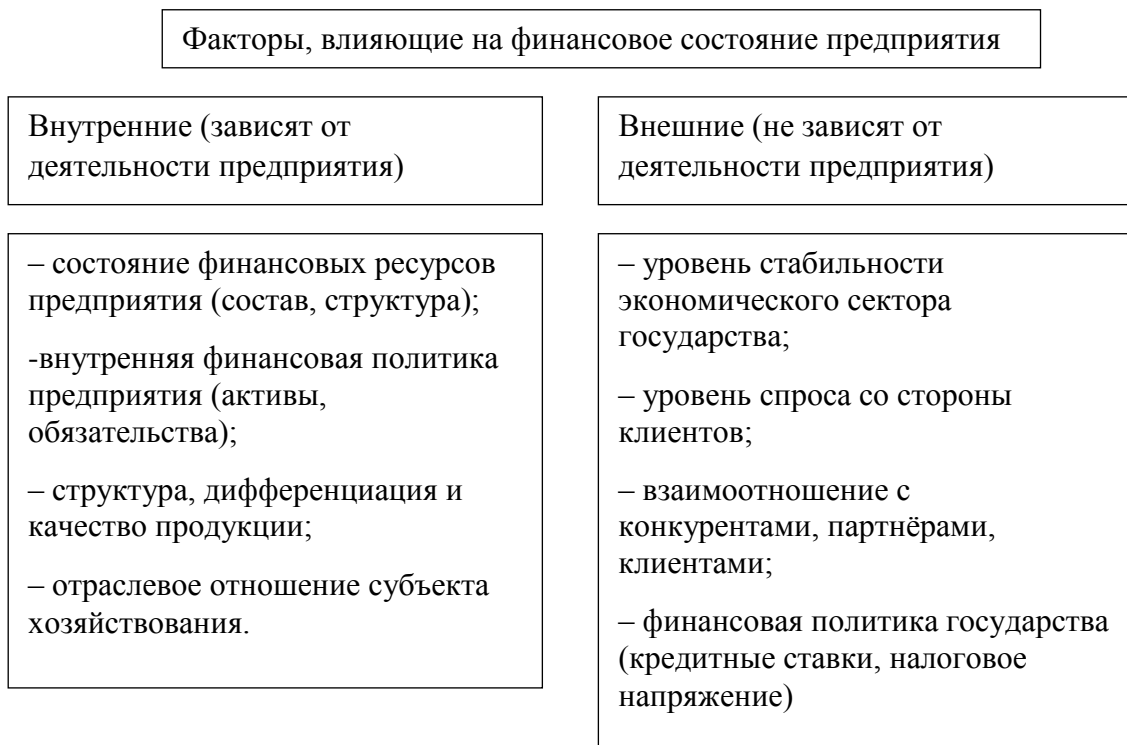 Факторы, влияющие на финансовое состояние предприятия
Внутренние (зависят от
деятельности предприятия)
Внешние (не зависят от
деятельности предприятия)
– состояние финансовых ресурсов
предприятия (состав, структура);
-внутренняя финансовая политика
предприятия (активы,
обязательства);
– структура, дифференциация и
качество продукции;
– отраслевое отношение субъекта
хозяйствования.
– уровень стабильности
экономического сектора
государства;
– уровень спроса со стороны
клиентов;
– взаимоотношение с
конкурентами, партнёрами,
клиентами;
– финансовая политика государства
(кредитные ставки, налоговое
напряжение)